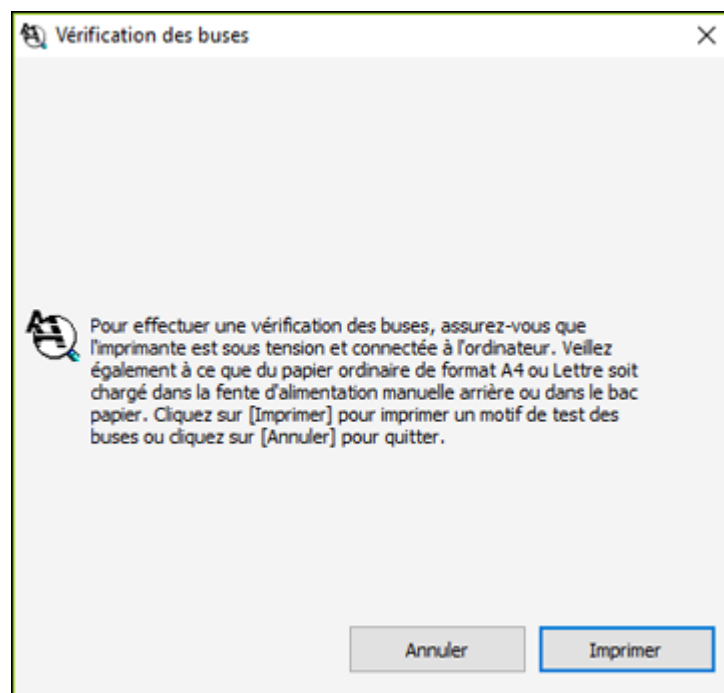 Vérification des buses
Pour effectuer une vérification des buses, assurez-vous que
l'imprimante est sous tension et connectée à l'ordinateur. Veillez
également à ce que du papier ordinaire de format A4 ou Lettre soit
chargé dans la fente d'alimentation manuelle arrière ou dans le bac
papier. Cliquez sur [Imprimer] pour imprimer un motif de test des
buses ou cliquez sur [Annuler] pour quitter.
Annuler
Imprimer